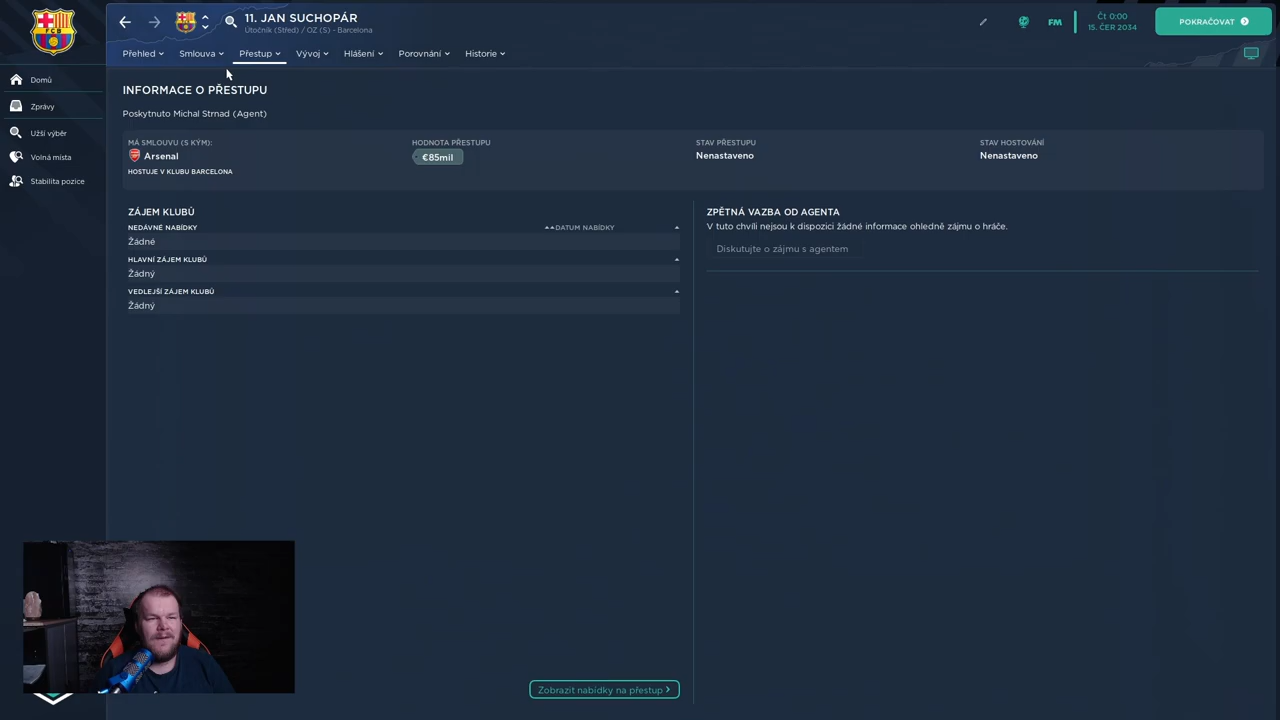 11. JAN SUCHOPÁR
Útočník (Střed) / OZ (S) - Barcelona
FM
Čt 0:00
15. ČER 2034
POKRAČOVAT
Přehled
Smlouva
Přestup
Vývoj
Hlášení
Porovnání
Historie
Domů
Zprávy
Užší výběr
Volná místa
Stabilita pozice
INFORMACE O PŘESTUPU
Poskytnuto Michal Strnad (Agent)
MÁ SMLOUVU (S KÝM):
Arsenal
HOSTUJE V KLUBU BARCELONA
HODNOTA PŘESTUPU
€85mil
STAV PŘESTUPU
Nenastaveno
STAV HOSTOVÁNÍ
Nenastaveno
ZÁJEM KLUBŮ
NEDÁVNÉ NABÍDKY
DATUM NABÍDKY
Žádné
HLAVNÍ ZÁJEM KLUBŮ
Žádný
VEDLEJŠÍ ZÁJEM KLUBŮ
Žádný
ZPĚTNÁ VAZBA OD AGENTA
V tuto chvíli nejsou k dispozici žádné informace ohledně zájmu o hráče.
Diskutujte o zájmu s agentem
Zobrazit nabídky na přestup